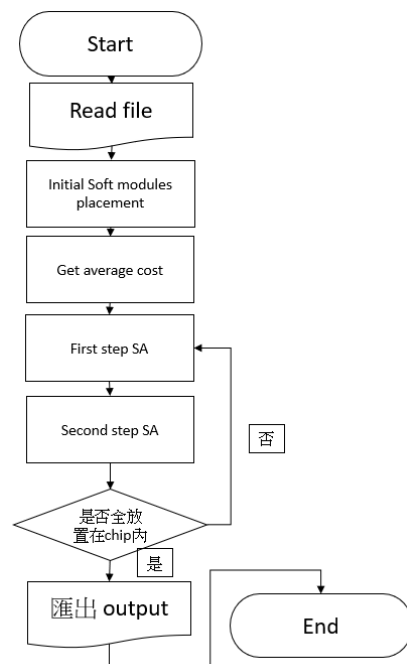 Start
Read file
Initial Soft modules
placement
Get average cost
First step SA
Second step SA
否
是否全放
置在chip內
是
匯出 output
End